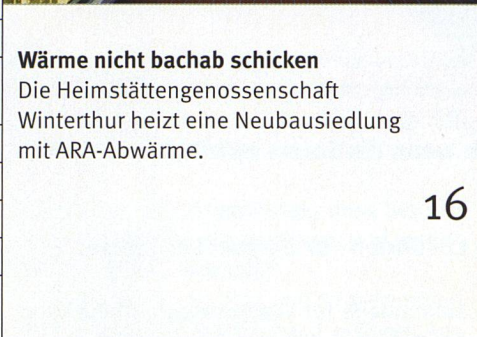 Wärme nicht bachab schicken
Die Heimstättengenossenschaft
Winterthur heizt eine Neubausiedlung
mit ARA-Abwärme.
16